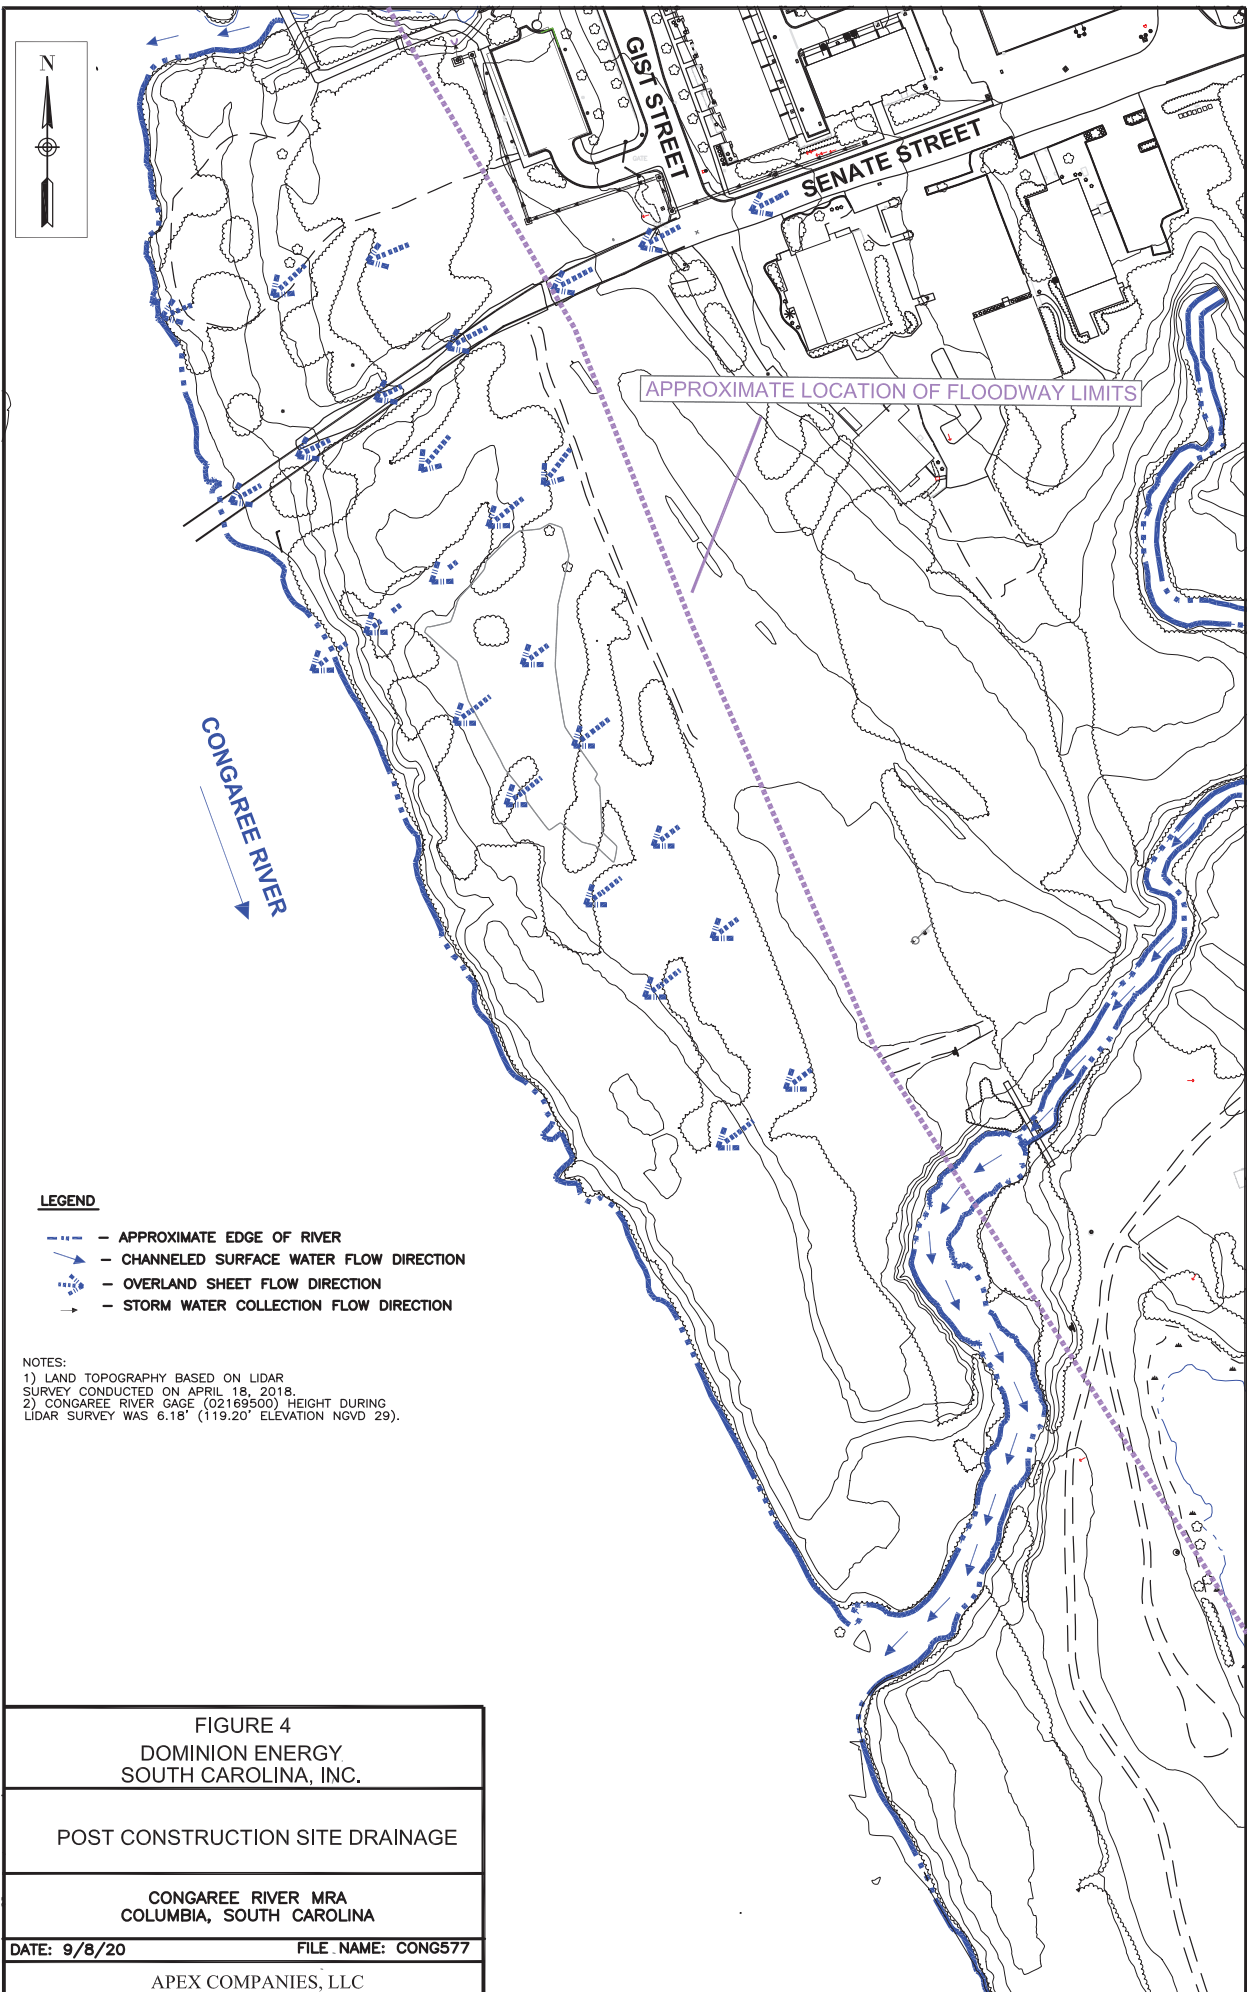 N
GIST STREET
GATE
SENATE STREET
APPROXIMATE LOCATION OF FLOODWAY LIMITS
CONGAREE RIVER
LEGEND
– APPROXIMATE EDGE OF RIVER
– CHANNELED SURFACE WATER FLOW DIRECTION
– OVERLAND SHEET FLOW DIRECTION
– STORM WATER COLLECTION FLOW DIRECTION
NOTES:
1) LAND TOPOGRAPHY BASED ON LIDAR
SURVEY CONDUCTED ON APRIL 18, 2018.
2) CONGAREE RIVER GAGE (02169500) HEIGHT DURING
LIDAR SURVEY WAS 6.18' (119.20' ELEVATION NGVD 29).
FIGURE 4
DOMINION ENERGY
SOUTH CAROLINA, INC.
POST CONSTRUCTION SITE DRAINAGE
CONGAREE RIVER MRA
COLUMBIA, SOUTH CAROLINA
DATE: 9/8/20 FILE NAME: CONG577
APEX COMPANIES, LLC